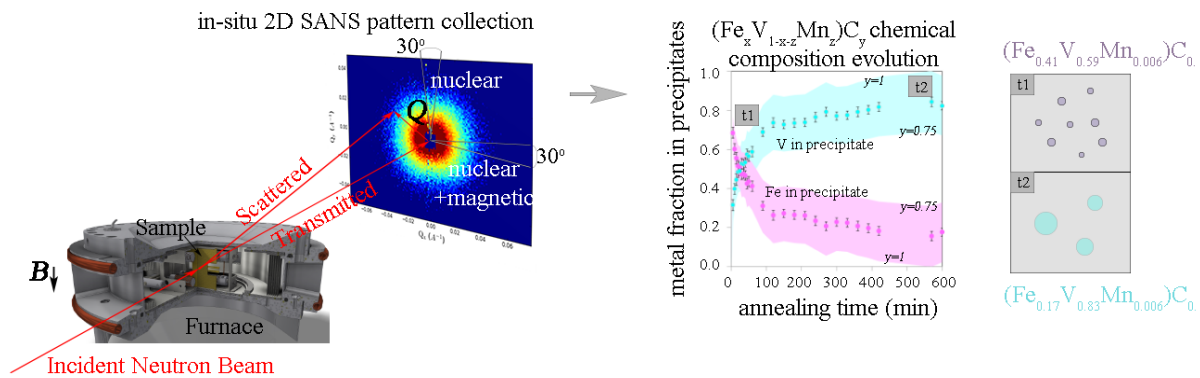 in-situ 2D SANS pattern collection
30°
nuclear
Q
30°
nuclear
+magnetic
Scattered
Transmitted
Sample
B
Furnace
Incident Neutron Beam
(FexV1-x-zMnz)Cy chemical
composition evolution
metal fraction in precipitates
1.0
0.8
0.6
0.4
0.2
0.0
t1
t2
y=1
y=0.75
V in precipitate
Fe in precipitate
y=0.75
y=1
0
100
200
300
400
500
600
annealing time (min)
(Fe0.41V0.59Mn0.006)C0.
t1
t2
(Fe0.17V0.83Mn0.006)C0.